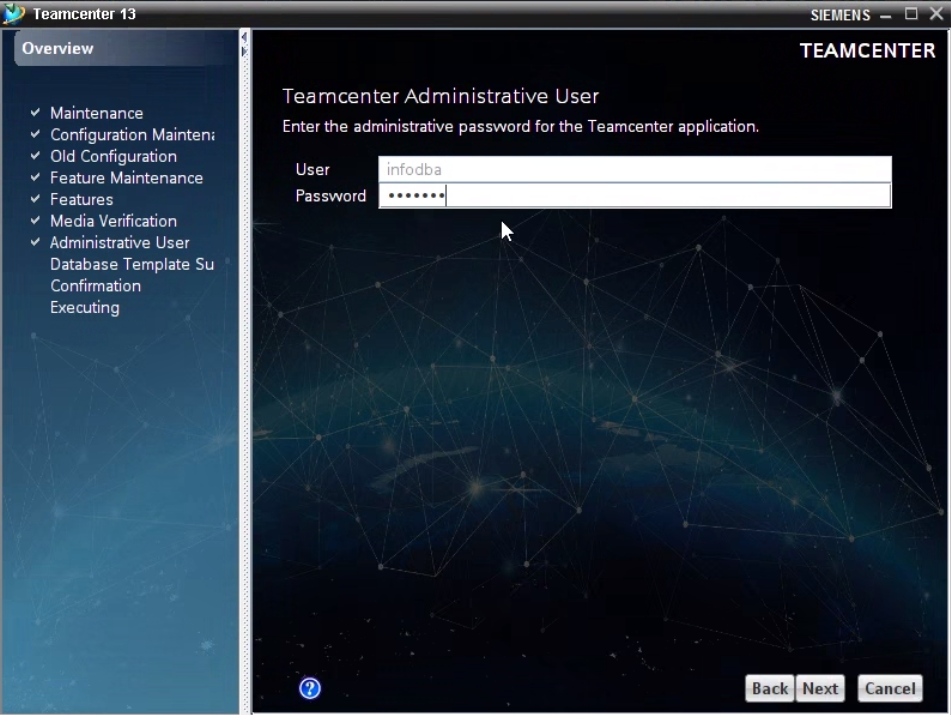 Teamcenter 13
SIEMENS
Overview
TEAMCENTER
Maintenance
Configuration Maintena
Old Configuration
Feature Maintenance
Features
Media Verification
Administrative User
Database Template Su
Confirmation
Executing
Teamcenter Administrative User
Enter the administrative password for the Teamcenter application.
User infodba
Password •••••••
?
Back Next Cancel